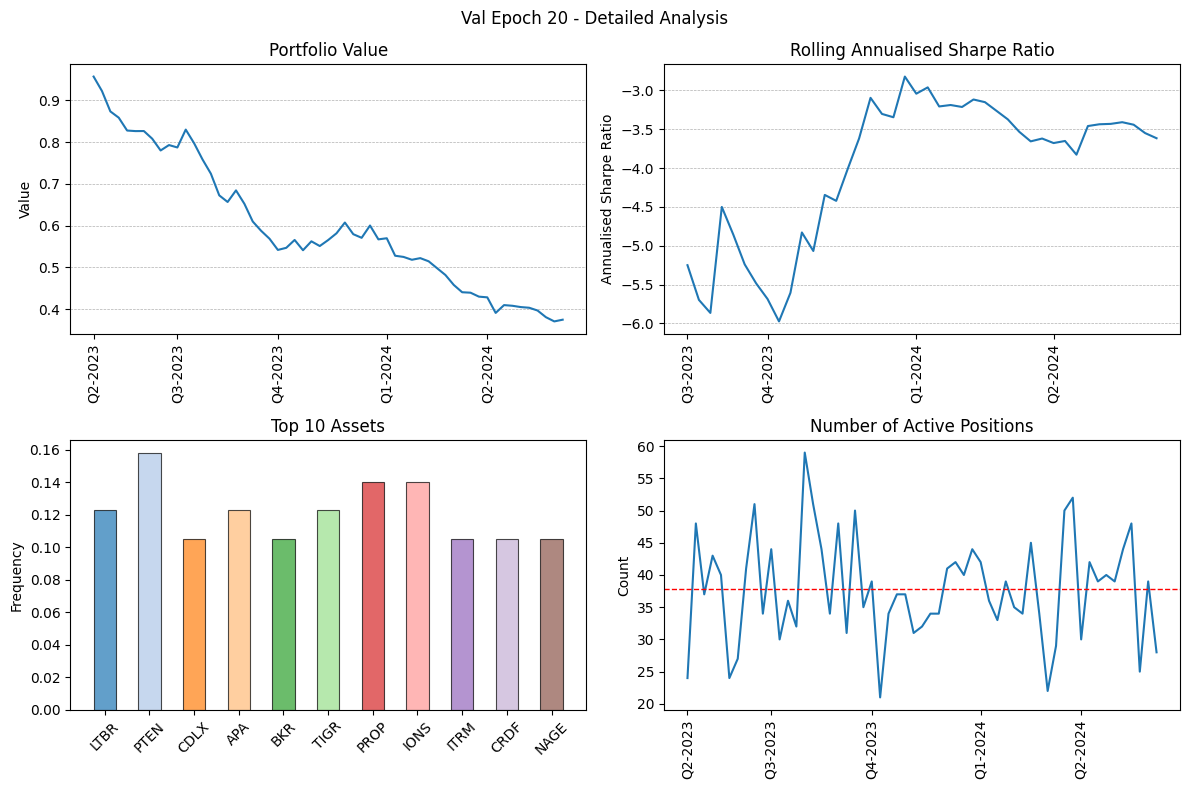 Val Epoch 20 - Detailed Analysis
Portfolio Value
Value
0.9
0.8
0.7
0.6
0.5
0.4
Q2-2023
Q3-2023
Q4-2023
Q1-2024
Q2-2024
Rolling Annualised Sharpe Ratio
Annualised Sharpe Ratio
−3.0
−3.5
−4.0
−4.5
−5.0
−5.5
−6.0
Q3-2023
Q4-2023
Q1-2024
Q2-2024
Top 10 Assets
Frequency
0.16
0.14
0.12
0.10
0.08
0.06
0.04
0.02
0.00
LTBR
PTEN
CDLX
APA
BKR
TIGR
PROP
IONS
ITRM
CRDF
NAGE
Number of Active Positions
Count
60
55
50
45
40
35
30
25
20
Q2-2023
Q3-2023
Q4-2023
Q1-2024
Q2-2024